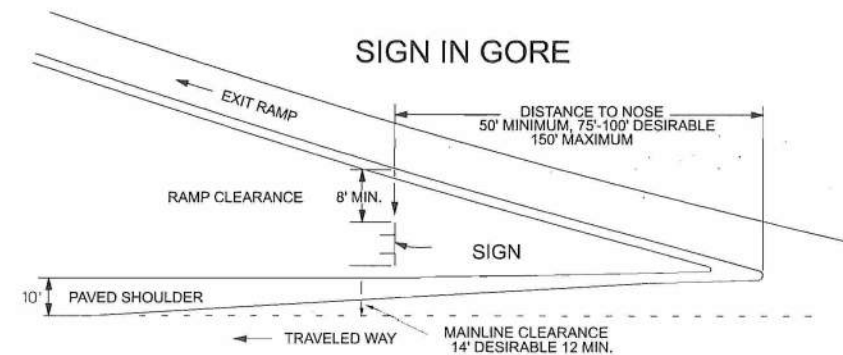 SIGN IN GORE
EXIT RAMP
DISTANCE TO NOSE
50' MINIMUM, 75'-100' DESIRABLE
150' MAXIMUM
RAMP CLEARANCE
8' MIN.
SIGN
10'
PAVED SHOULDER
TRAVELED WAY
MAINLINE CLEARANCE
14' DESIRABLE 12 MIN.